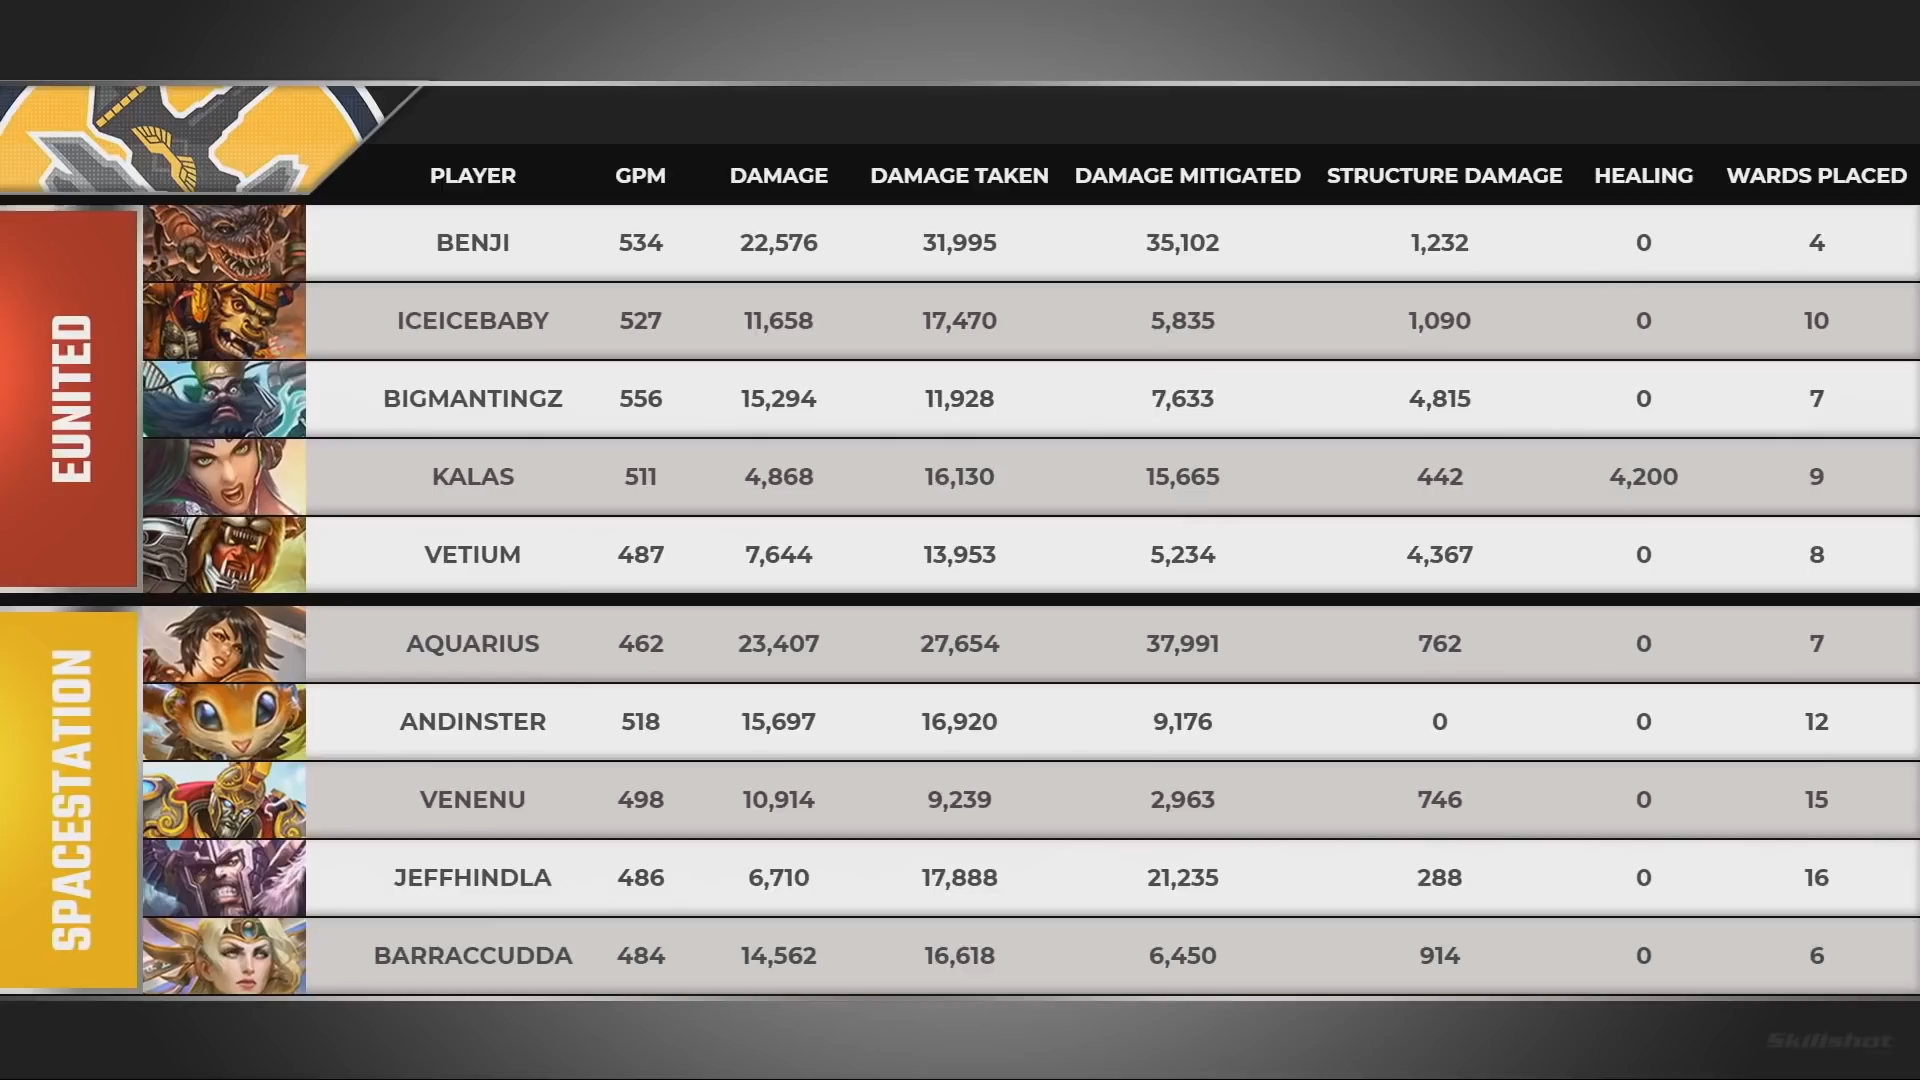 PLAYER GPM DAMAGE DAMAGE TAKEN DAMAGE MITIGATED STRUCTURE DAMAGE HEALING WARDS PLACED
EUNITED
BENJI 534 22,576 31,995 35,102 1,232 0 4
ICEICEBABY 527 11,658 17,470 5,835 1,090 0 10
BIGMANTINGZ 556 15,294 11,928 7,633 4,815 0 7
KALAS 511 4,868 16,130 15,665 442 4,200 9
VETIUM 487 7,644 13,953 5,234 4,367 0 8
SPACESTATION
AQUARIUS 462 23,407 27,654 37,991 762 0 7
ANDINSTER 518 15,697 16,920 9,176 0 0 12
VENENU 498 10,914 9,239 2,963 746 0 15
JEFFHINDLA 486 6,710 17,888 21,235 288 0 16
BARRACCUDDA 484 14,562 16,618 6,450 914 0 6
Skillshot